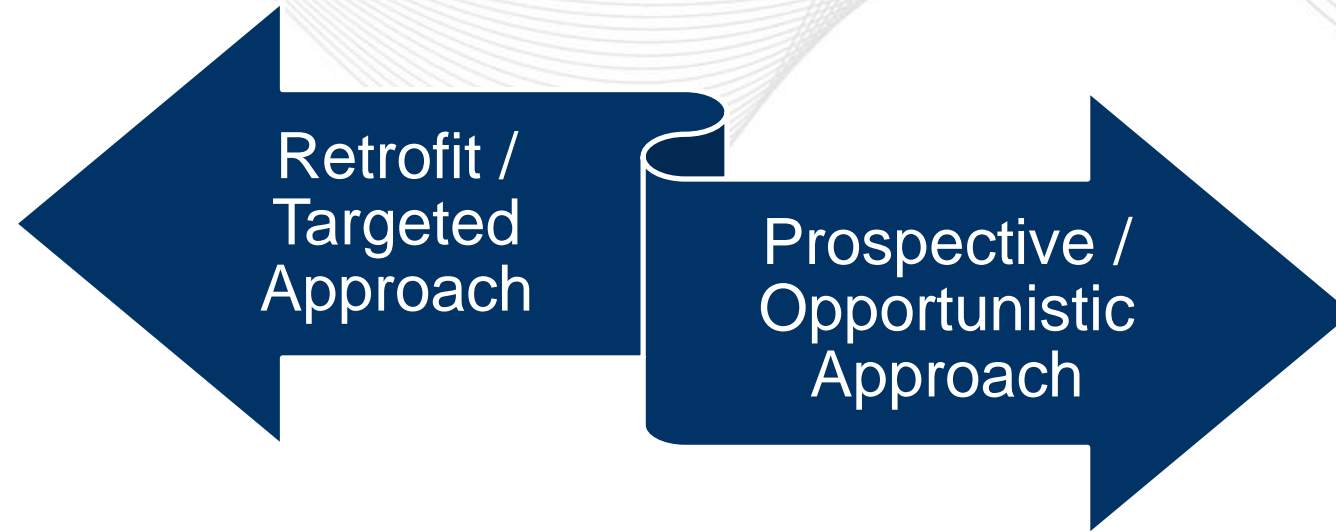 Retrofit /
Targeted
Approach
Prospective /
Opportunistic
Approach